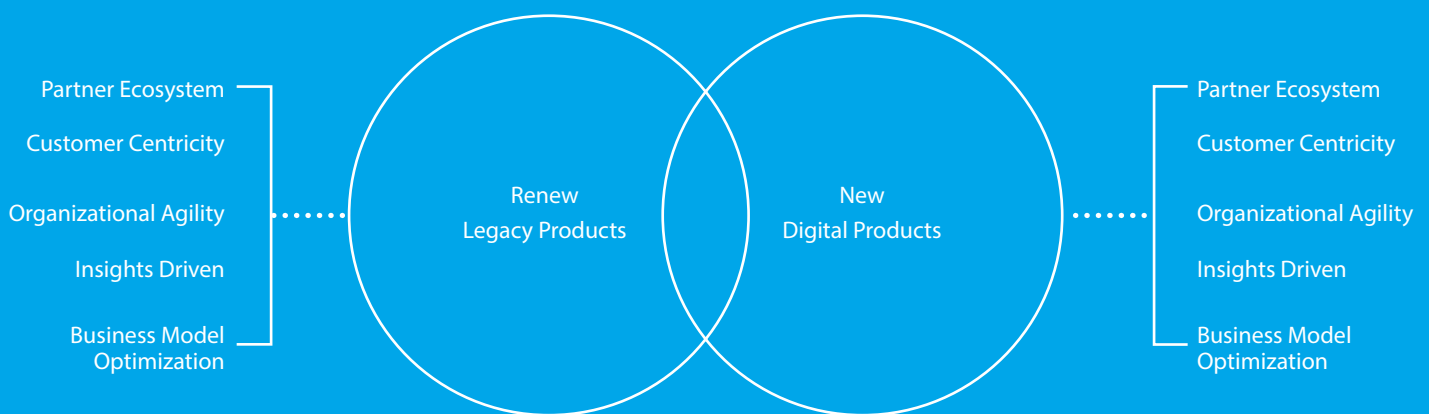 Partner Ecosystem
Customer Centricity
Organizational Agility
Insights Driven
Business Model
Optimization
Renew
Legacy Products
New
Digital Products
Partner Ecosystem
Customer Centricity
Organizational Agility
Insights Driven
Business Model
Optimization